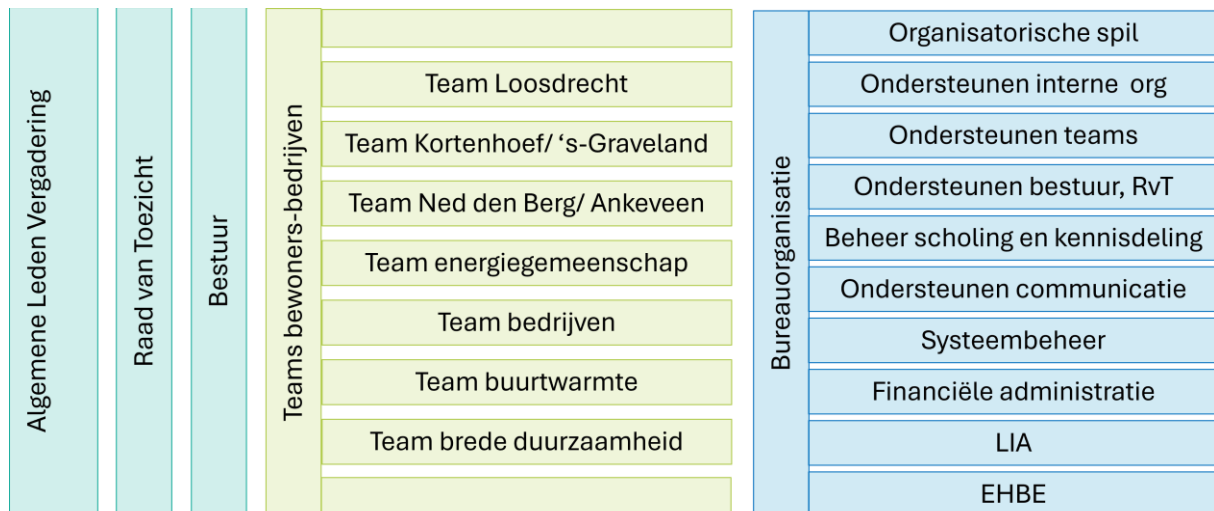 Algemene Leden Vergadering
Raad van Toezicht
Bestuur
Teams bewoners-bedrijven
Team Loosdrecht
Team Kortenhoef/ ‘s-Graveland
Team Ned den Berg/ Ankeveen
Team energiegemeenschap
Team bedrijven
Team buurtwarmte
Team brede duurzaamheid
Bureauorganisatie
Organisatorische spil
Ondersteunen interne  org
Ondersteunen teams
Ondersteunen bestuur, RvT
Beheer scholing en kennisdeling
Ondersteunen communicatie
Systeembeheer
Financiële administratie
LIA
EHBE